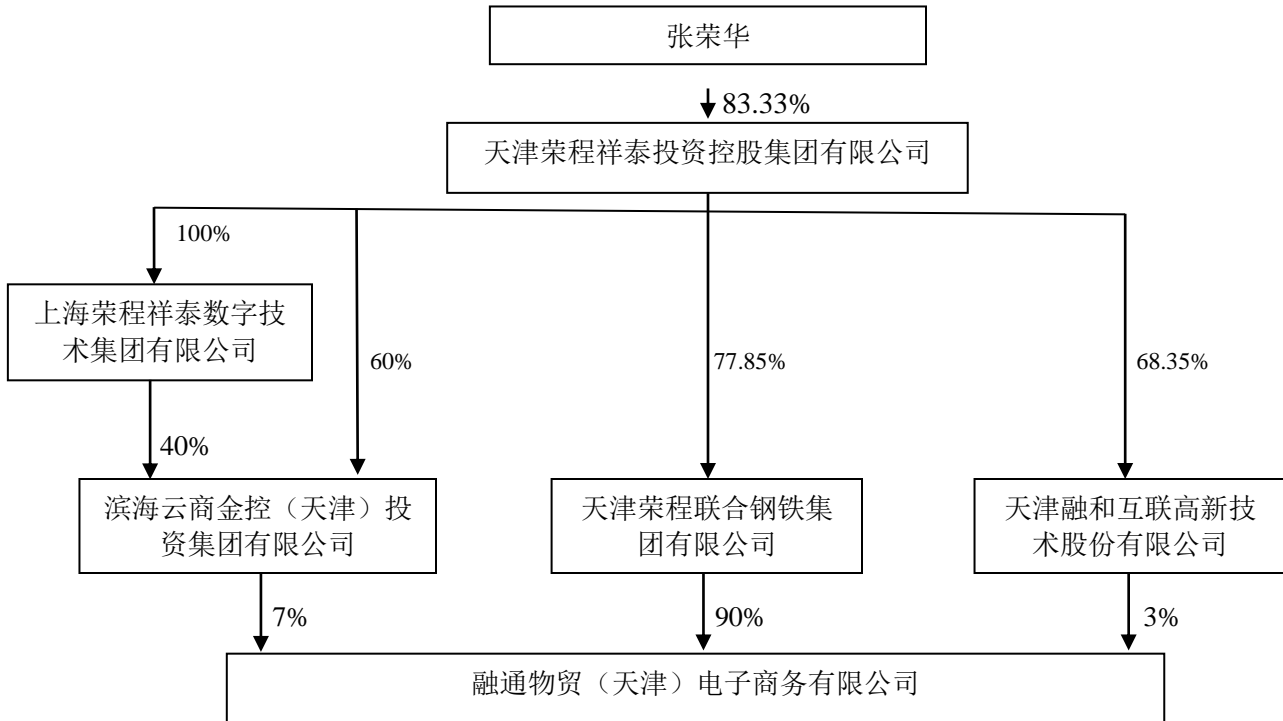 张荣华
83.33%
天津荣程祥泰投资控股集团有限公司
100%
上海荣程祥泰数字技
术集团有限公司
60%
77.85%
68.35%
40%
滨海云商金控（天津）投
资集团有限公司
天津荣程联合钢铁集
团有限公司
天津融和互联高新技
术股份有限公司
7%
90%
3%
融通物贸（天津）电子商务有限公司